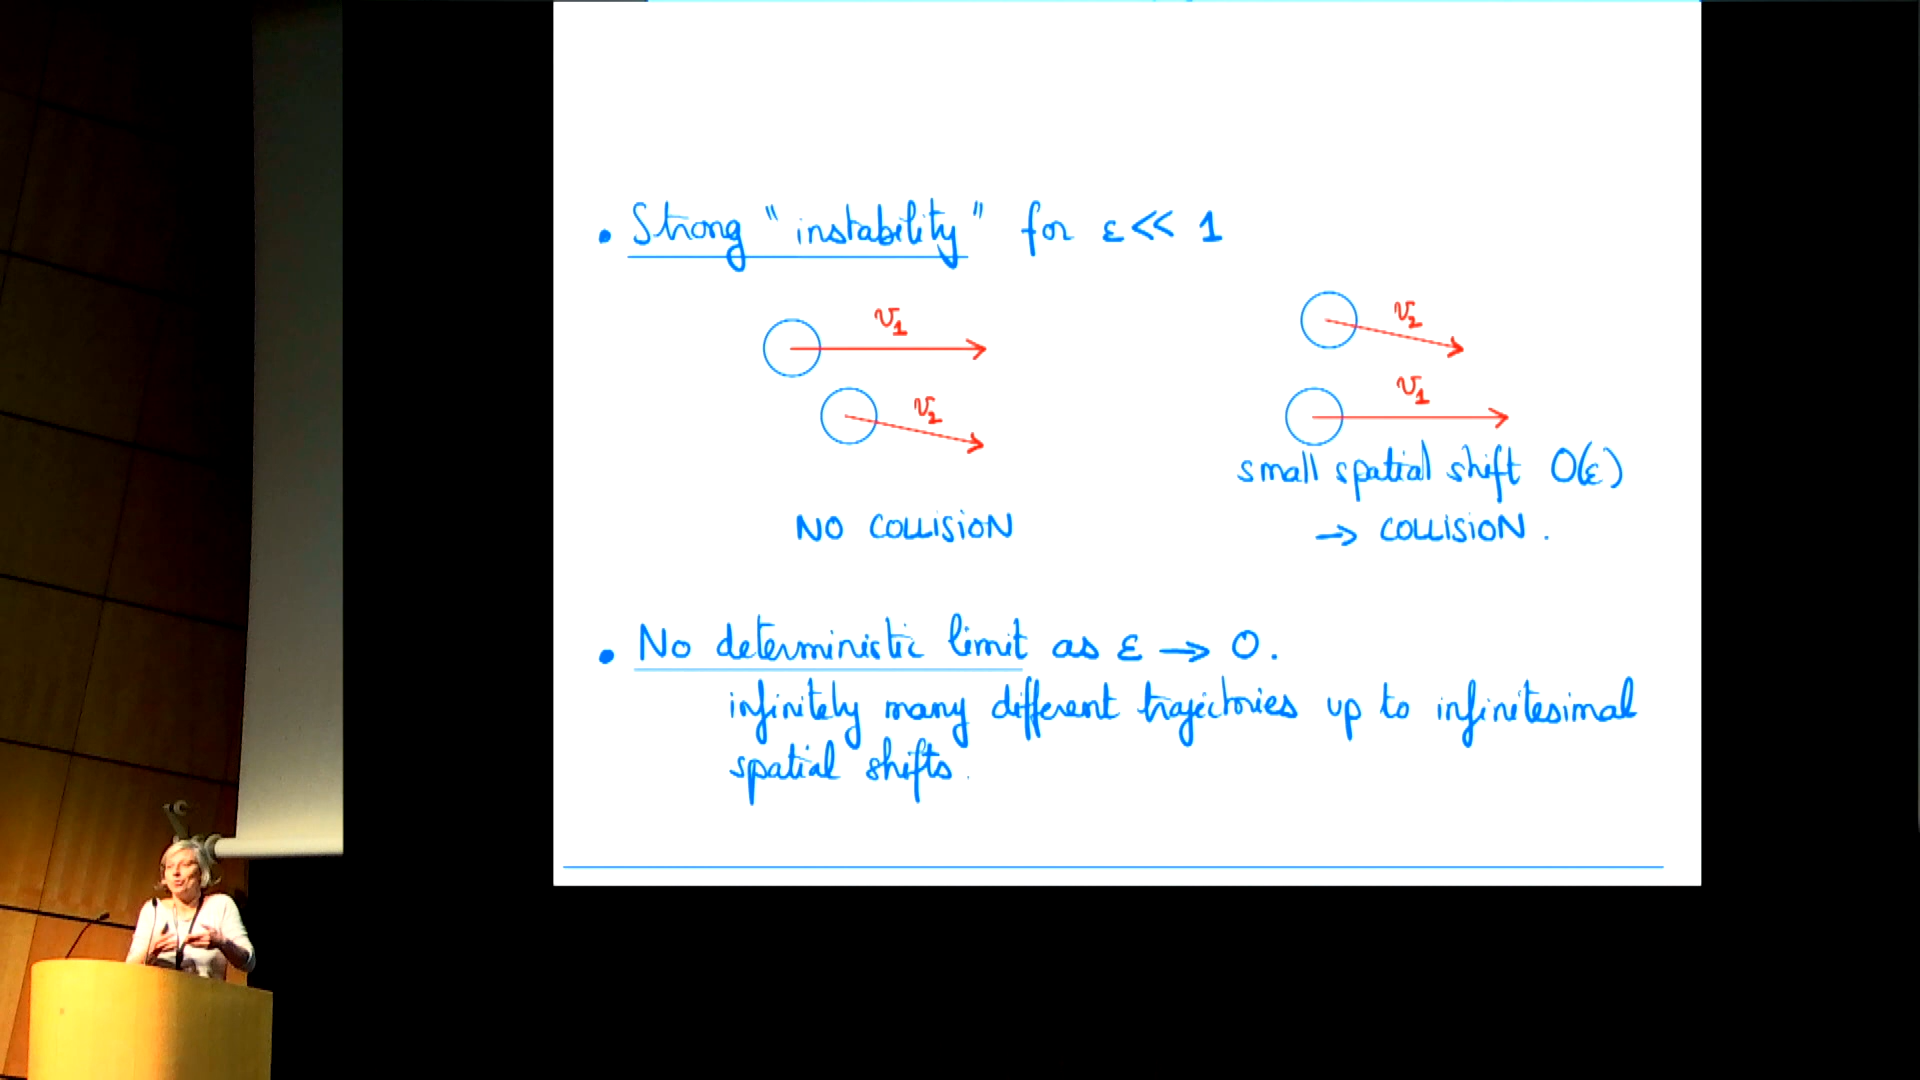 • Strong "instability" for ε << 1
v₁
v₂
v₂
v₁
small spatial shift O(ε)
NO COLLISION
→ COLLISION.
• No deterministic limit as ε → 0.
infinitely many different trajectories up to infinitesimal
spatial shifts.